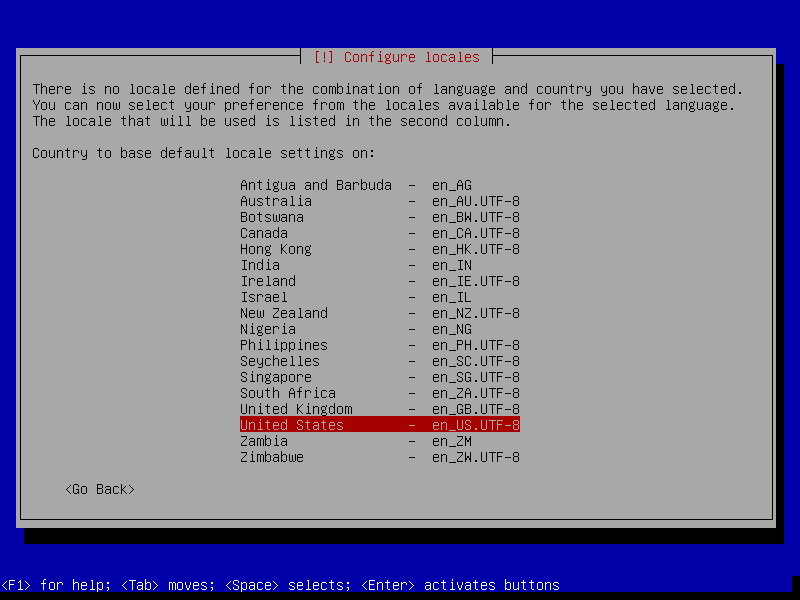 [!] Configure locales
There is no locale defined for the combination of language and country you have selected.
You can now select your preference from the locales available for the selected language.
The locale that will be used is listed in the second column.
Country to base default locale settings on:
Antigua and Barbuda - en_AG
Australia - en_AU.UTF-8
Botswana - en_BW.UTF-8
Canada - en_CA.UTF-8
Hong Kong - en_HK.UTF-8
India - en_IN
Ireland - en_IE.UTF-8
Israel - en_IL
New Zealand - en_NZ.UTF-8
Nigeria - en_NG
Philippines - en_PH.UTF-8
Seychelles - en_SC.UTF-8
Singapore - en_SG.UTF-8
South Africa - en_ZA.UTF-8
United Kingdom - en_GB.UTF-8
United States - en_US.UTF-8
Zambia - en_ZM
Zimbabwe - en_ZW.UTF-8
<Go Back>
<F1> for help; <Tab> moves; <Space> selects; <Enter> activates buttons